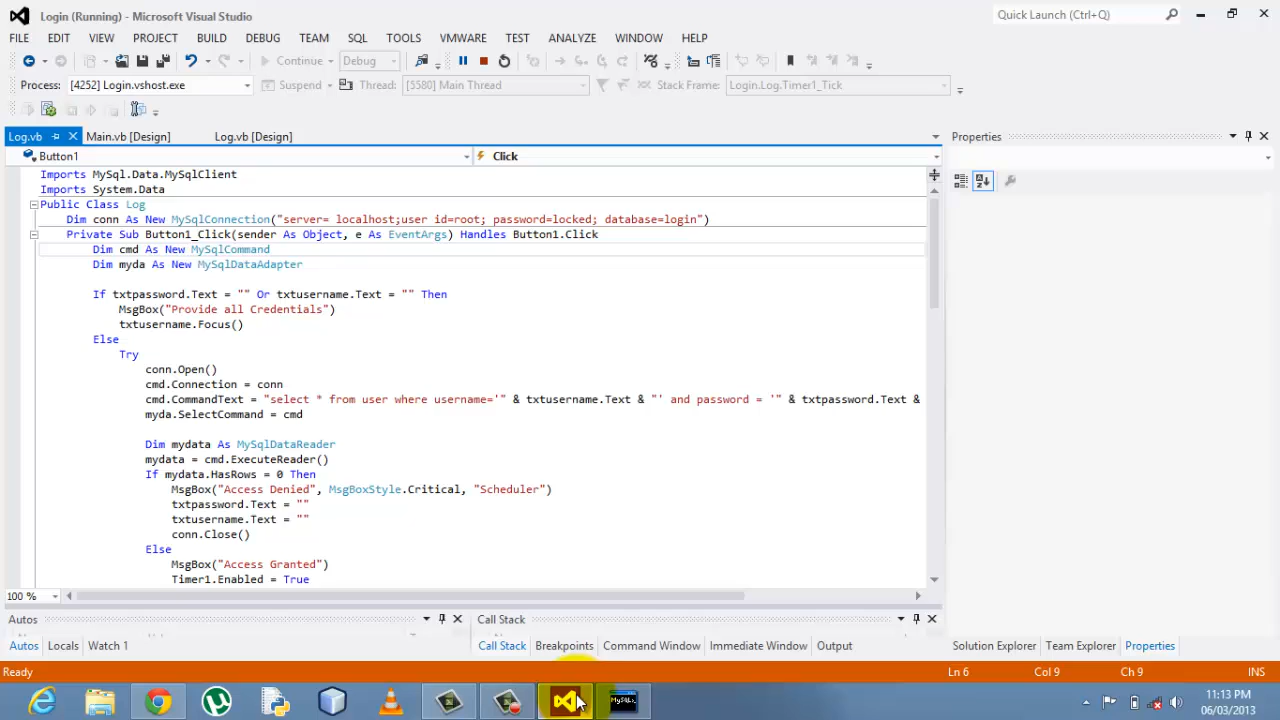 Login (Running) - Microsoft Visual Studio
Quick Launch (Ctrl+Q)
FILE EDIT VIEW PROJECT BUILD DEBUG TEAM SQL TOOLS VMWARE TEST ANALYZE WINDOW HELP
Continue Debug
Process: [4252] Login.vshost.exe Suspend Thread: [5580] Main Thread Stack Frame: Login.Log.Timer1_Tick
Log.vb Main.vb [Design] Log.vb [Design] Properties
Button1 Click
Imports MySql.Data.MySqlClient
Imports System.Data
Public Class Log
Dim conn As New MySqlConnection("server= localhost;user id=root; password=locked; database=login")
Private Sub Button1_Click(sender As Object, e As EventArgs) Handles Button1.Click
Dim cmd As New MySqlCommand
Dim myda As New MySqlDataAdapter
If txtpassword.Text = "" Or txtusername.Text = "" Then
MsgBox("Provide all Credentials")
txtusername.Focus()
Else
Try
conn.Open()
cmd.Connection = conn
cmd.CommandText = "select * from user where username='" & txtusername.Text & "' and password = '" & txtpassword.Text &
myda.SelectCommand = cmd
Dim mydata As MySqlDataReader
mydata = cmd.ExecuteReader()
If mydata.HasRows = 0 Then
MsgBox("Access Denied", MsgBoxStyle.Critical, "Scheduler")
txtpassword.Text = ""
txtusername.Text = ""
conn.Close()
Else
MsgBox("Access Granted")
Timer1.Enabled = True
100 %
Autos Call Stack
Autos Locals Watch 1 Call Stack Breakpoints Command Window Immediate Window Output Solution Explorer Team Explorer Properties
Ready Ln 6 Col 9 Ch 9 INS
MySQL
11:13 PM
06/03/2013